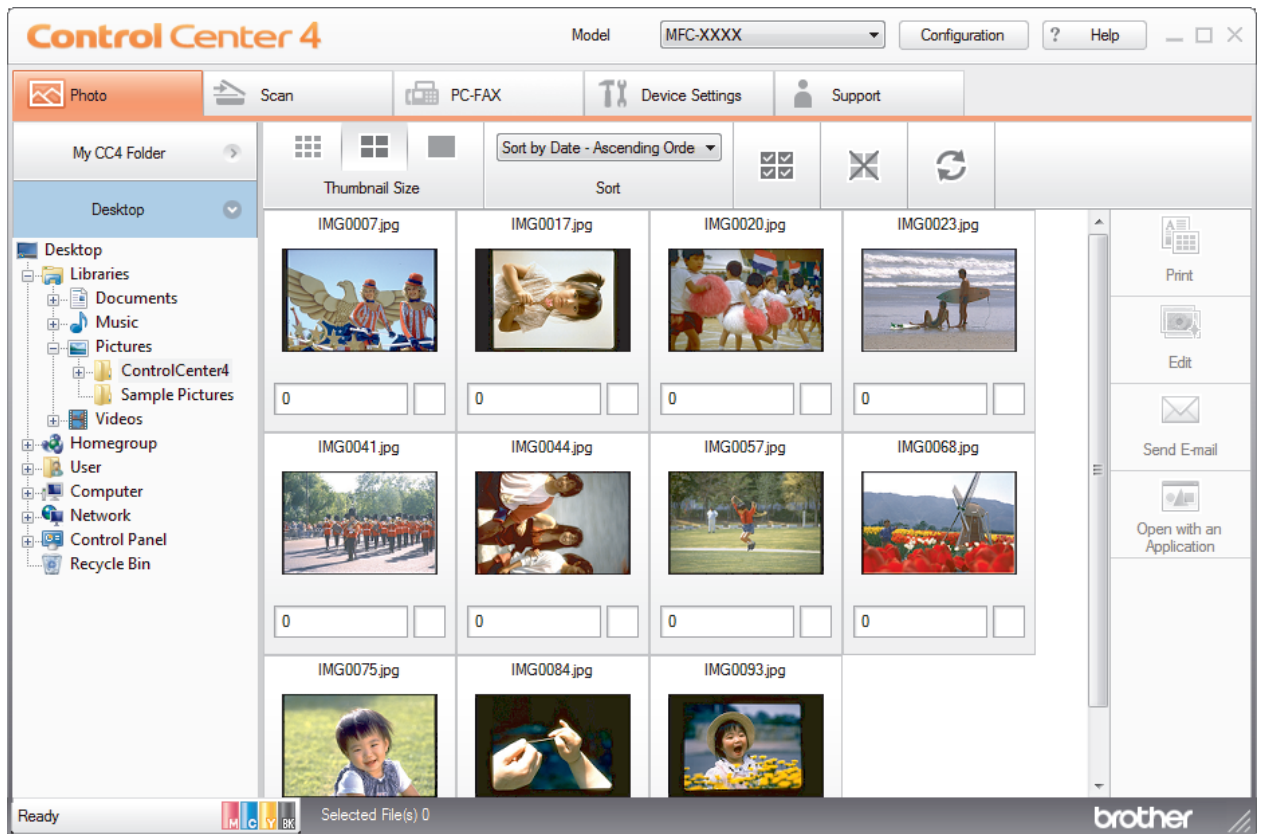 Control Center 4
Model
MFC-XXXX
Configuration
? Help
Photo
Scan
PC-FAX
Device Settings
Support
My CC4 Folder
Desktop
Thumbnail Size
Sort by Date - Ascending Orde
Sort
Desktop
Libraries
Documents
Music
Pictures
ControlCenter4
Sample Pictures
Videos
Homegroup
User
Computer
Network
Control Panel
Recycle Bin
IMG0007.jpg
IMG0017.jpg
IMG0020.jpg
IMG0023.jpg
0
0
0
0
IMG0041.jpg
IMG0044.jpg
IMG0057.jpg
IMG0068.jpg
0
0
0
0
IMG0075.jpg
IMG0084.jpg
IMG0093.jpg
Print
Edit
Send E-mail
Open with an
Application
Ready
M C Y BK
Selected File(s) 0
brother